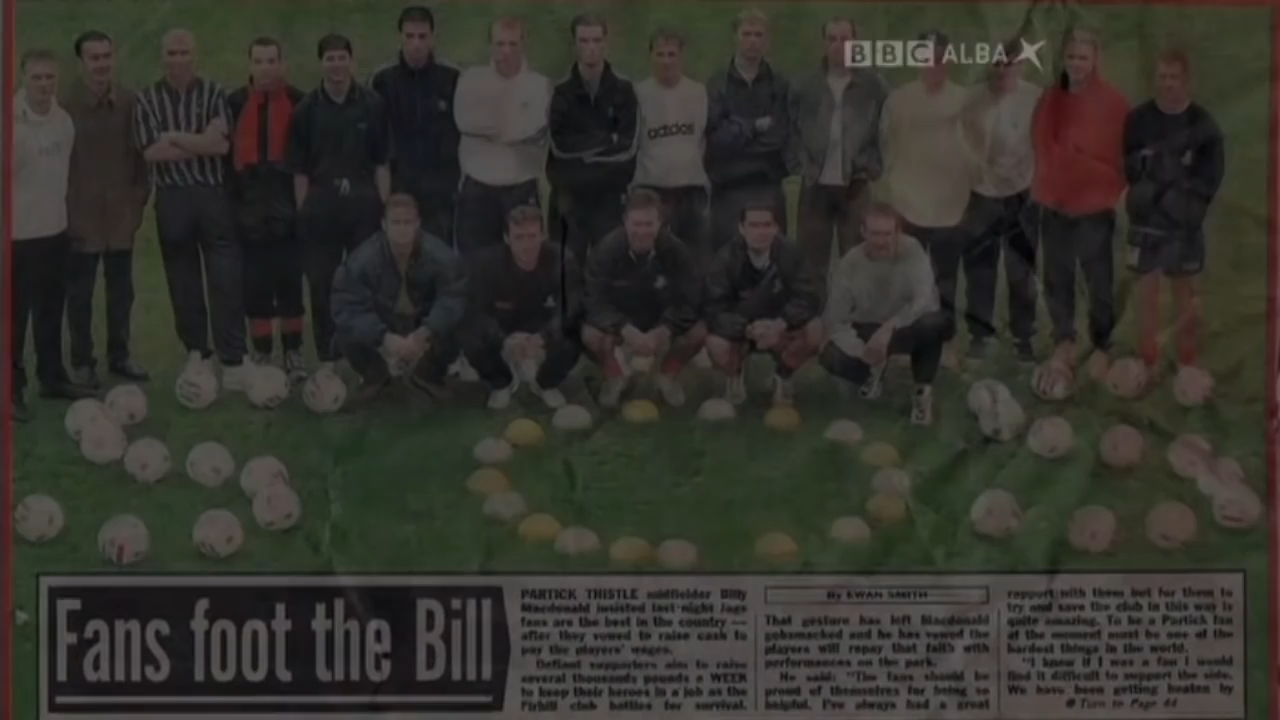 BBC ALBA
adidas
Fans foot the Bill
PARTICK THISTLE midfielder Billy
Macdonald insisted last night Jags
fans are the best in the country —
after they vowed to raise cash to
pay the players' wages.
Defiant supporters aim to raise
several thousands pounds a WEEK
to keep their heroes in a job as the
Firhill club battles for survival.
By EWAN SMITH
That gesture has left Macdonald
gobsmacked and he has vowed the
players will repay that faith with
performances on the park.
He said: "The fans should be
proud of themselves for being so
helpful. I've always had a great
rapport with them but for them to
try and save the club in this way is
quite amazing. To be a Partick fan
at the moment must be one of the
hardest things in the world.
"I know if I was a fan I would
find it difficult to support the side.
We have been getting beaten by
● Turn to Page 44